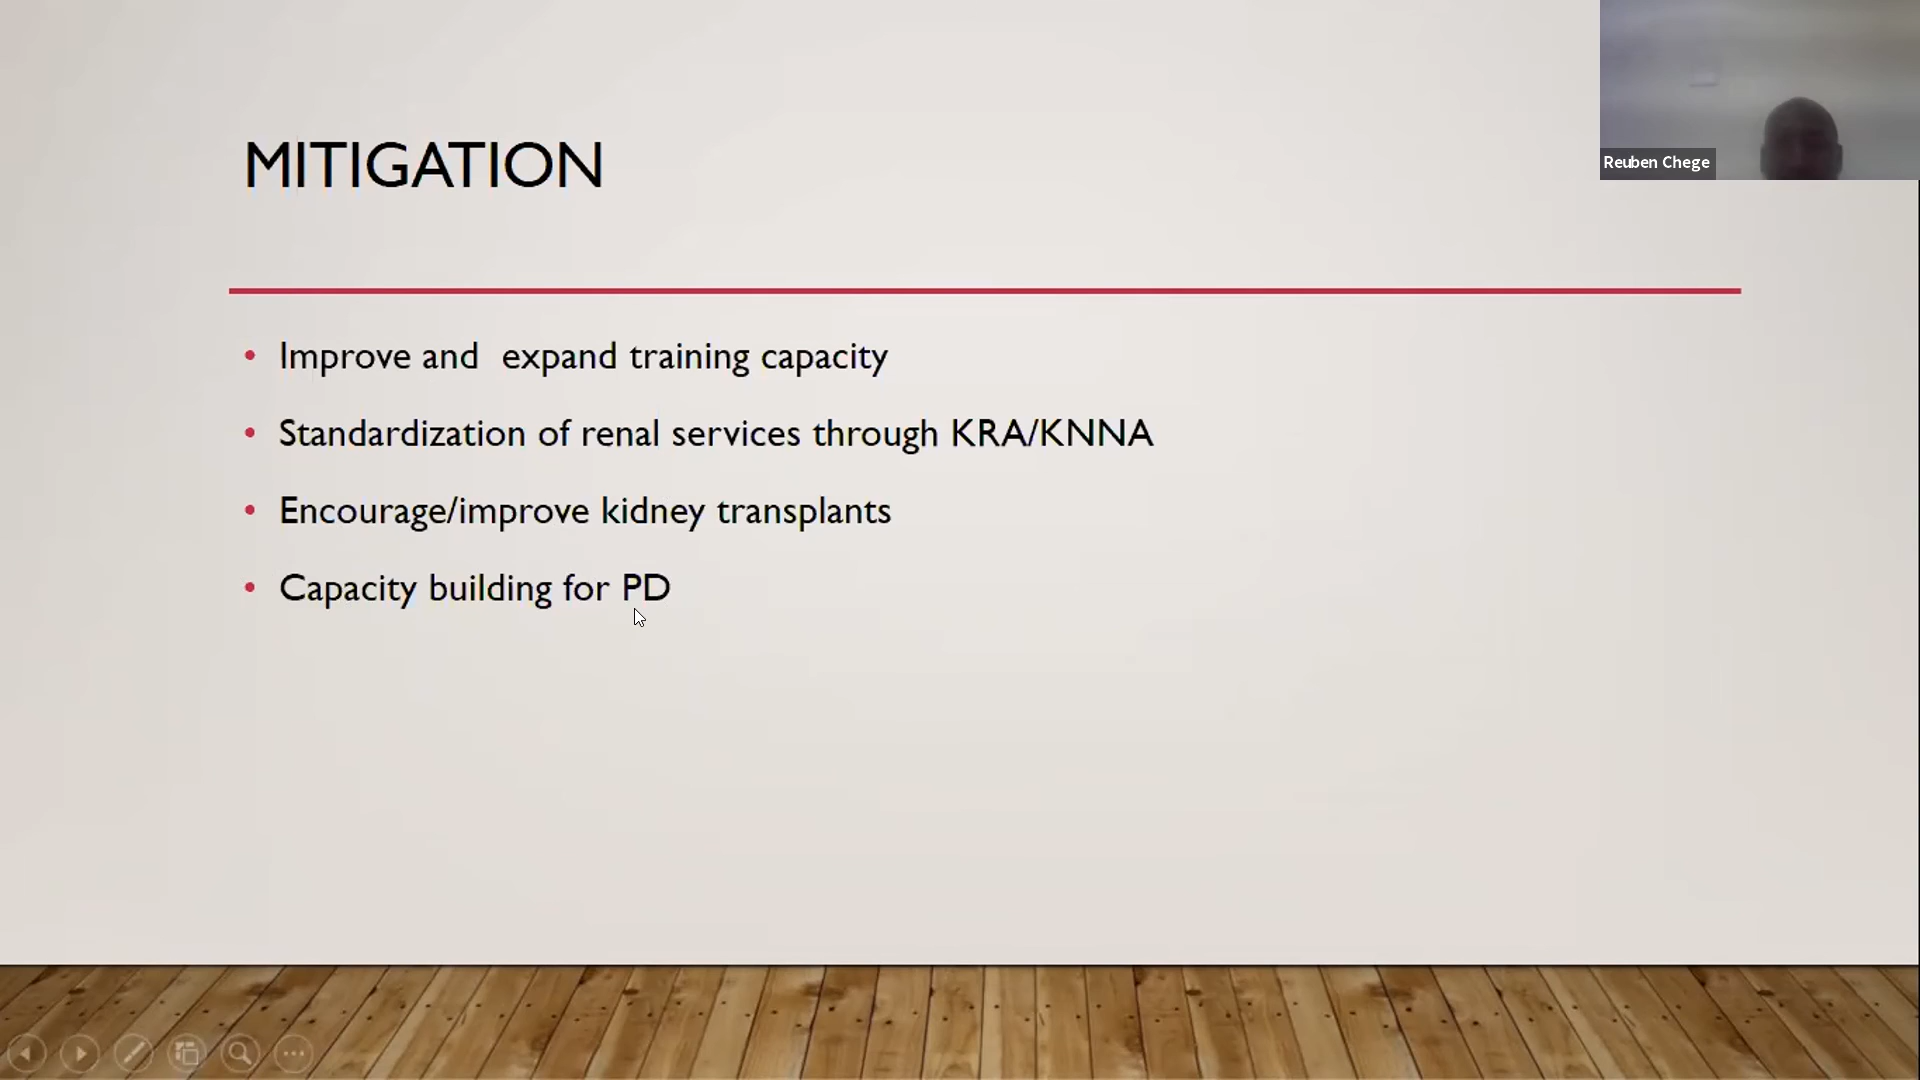 Reuben Chege
MITIGATION
• Improve and  expand training capacity
• Standardization of renal services through KRA/KNNA
• Encourage/improve kidney transplants
• Capacity building for PD